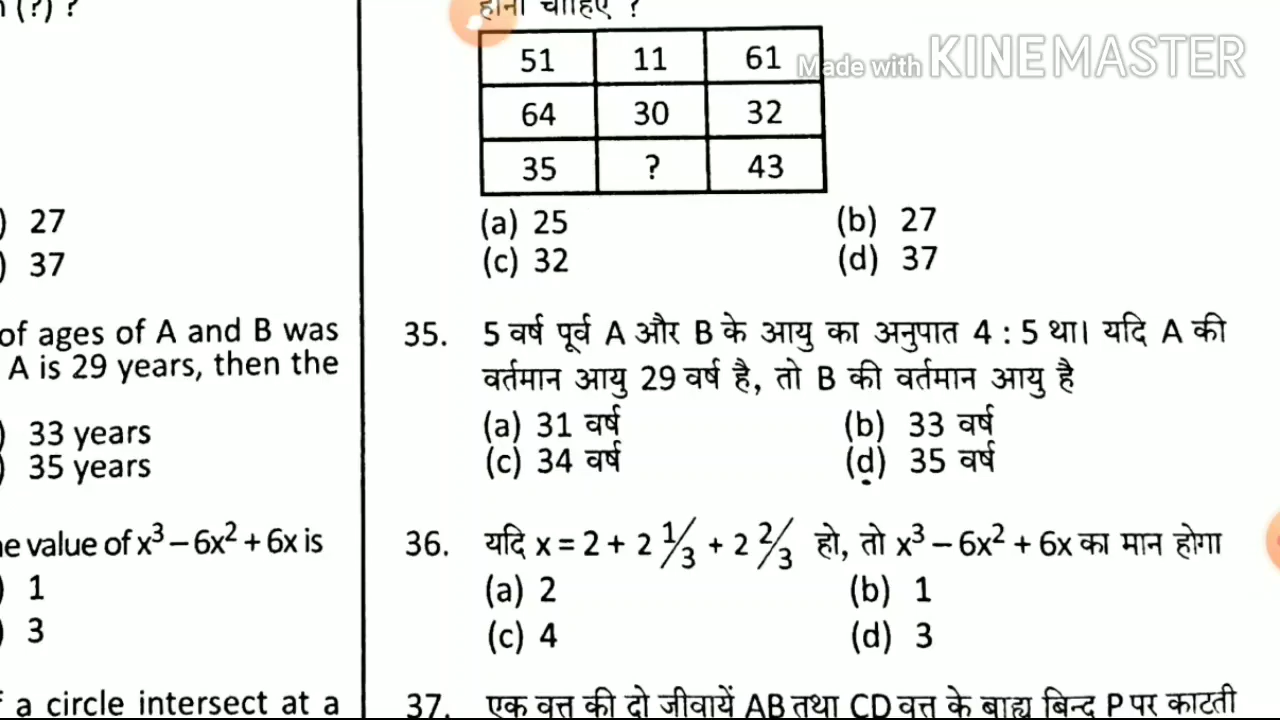 (?) ?
27
37
of ages of A and B was
A is 29 years, then the
33 years
35 years
value of x³ – 6x² + 6x is
1
3
a circle intersect at a
होना चाहिए ?
Made with KINEMASTER
51 11 61
64 30 32
35 ? 43
(a) 25 (b) 27
(c) 32 (d) 37
35. 5 वर्ष पूर्व A और B के आयु का अनुपात 4 : 5 था। यदि A की
वर्तमान आयु 29 वर्ष है, तो B की वर्तमान आयु है
(a) 31 वर्ष (b) 33 वर्ष
(c) 34 वर्ष (d) 35 वर्ष
36. यदि x = 2 + 2 1/3 + 2 2/3 हो, तो x³ – 6x² + 6x का मान होगा
(a) 2 (b) 1
(c) 4 (d) 3
37. एक वृत्त की दो जीवायें AB तथा CD वृत्त के बाह्य बिन्दु P पर काटती